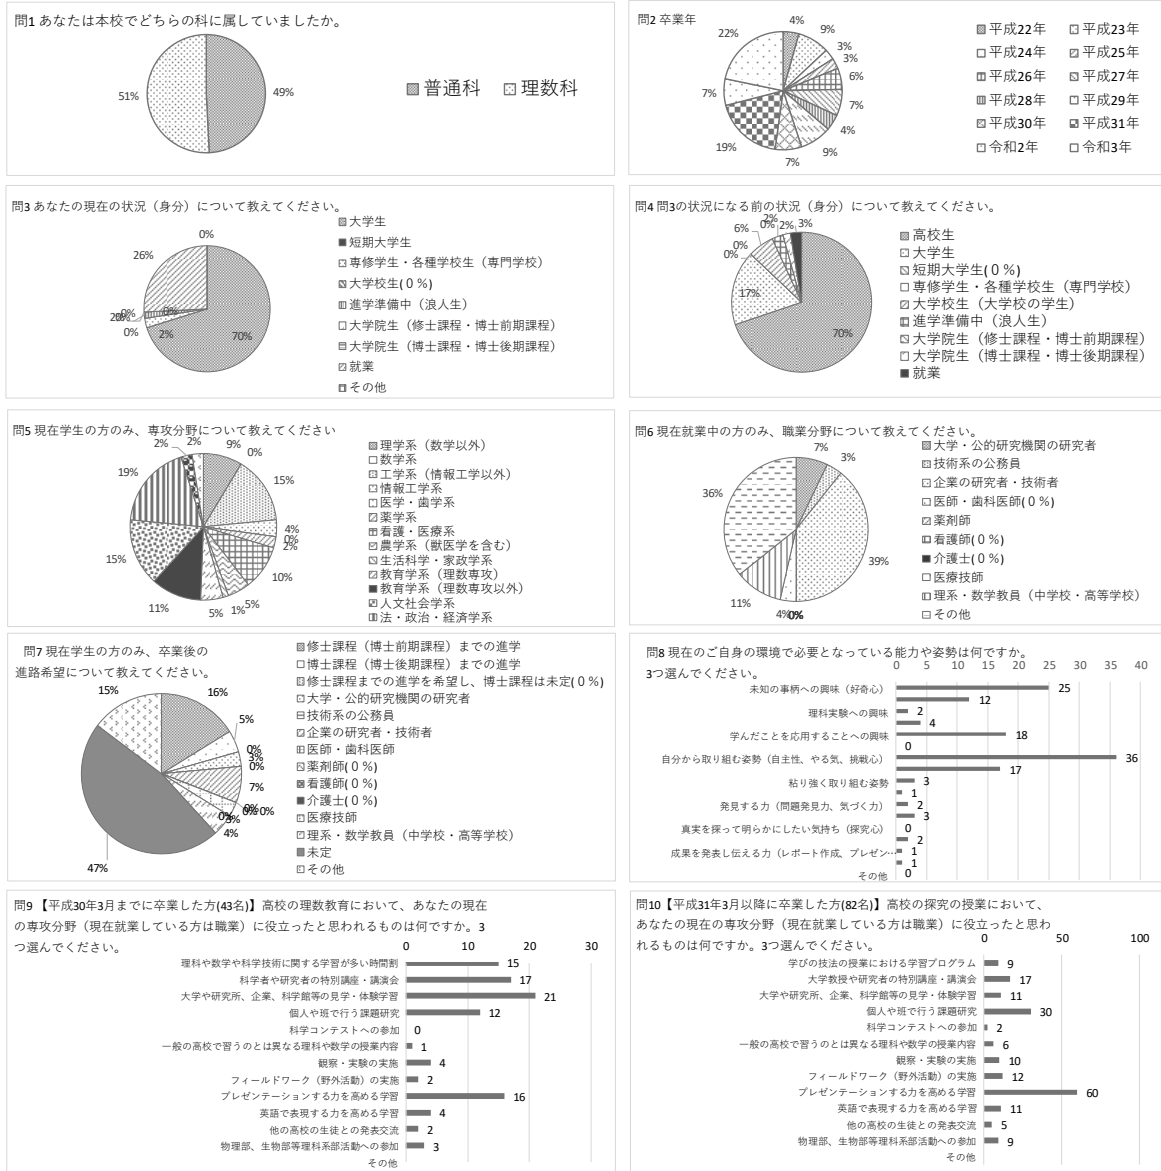 問1 あなたは本校でどちらの科に属していましたか。
51%
49%
普通科
理数科
問2 卒業年
4%
9%
3%
3%
6%
7%
4%
9%
7%
19%
7%
22%
平成22年 平成23年
平成24年 平成25年
平成26年 平成27年
平成28年 平成29年
平成30年 平成31年
令和2年 令和3年
問3 あなたの現在の状況（身分）について教えてください。
0%
26%
0%
2%
0%
70%
大学生
短期大学生
専修学生・各種学校生（専門学校）
大学校生(０%)
進学準備中（浪人生）
大学院生（修士課程・博士前期課程）
大学院生（博士課程・博士後期課程）
就業
その他
問4 問3の状況になる前の状況（身分）について教えてください。
2%
0%
2%
3%
6%
0%
0%
17%
70%
高校生
大学生
短期大学生(０%)
専修学生・各種学校生（専門学校）
大学校生（大学校の学生）
進学準備中（浪人生）
大学院生（修士課程・博士前期課程）
大学院生（博士課程・博士後期課程）
就業
問5 現在学生の方のみ、専攻分野について教えてください
2%
2%
9%
0%
15%
4%
0%
2%
10%
5%
1%
5%
11%
15%
19%
理学系（数学以外）
数学系
工学系（情報工学以外）
情報工学系
医学・歯学系
薬学系
看護・医療系
農学系（獣医学を含む）
生活科学・家政学系
教育学系（理数専攻）
教育学系（理数専攻以外）
人文社会学系
法・政治・経済学系
問6 現在就業中の方のみ、職業分野について教えてください。
7%
3%
39%
0%
4%
11%
36%
大学・公的研究機関の研究者
技術系の公務員
企業の研究者・技術者
医師・歯科医師(０%)
薬剤師
看護師(０%)
介護士(０%)
医療技師
理系・数学教員（中学校・高等学校）
その他
問7 現在学生の方のみ、卒業後の
進路希望について教えてください。
15%
16%
5%
0%
3%
0%
7%
0%
0%
0%
0%
3%
4%
47%
修士課程（博士前期課程）までの進学
博士課程（博士後期課程）までの進学
修士課程までの進学を希望し、博士課程は未定(０%)
大学・公的研究機関の研究者
技術系の公務員
企業の研究者・技術者
医師・歯科医師
薬剤師(０%)
看護師(０%)
介護士(０%)
医療技師
理系・数学教員（中学校・高等学校）
未定
その他
問8 現在のご自身の環境で必要となっている能力や姿勢は何ですか。
3つ選んでください。
0 5 10 15 20 25 30 35 40
未知の事柄への興味（好奇心） 25
12
理科実験への興味 2
4
学んだことを応用することへの興味 18
0
自分から取り組む姿勢（自主性、やる気、挑戦心） 36
17
粘り強く取り組む姿勢 3
1
発見する力（問題発見力、気づく力） 2
3
真実を探って明らかにしたい気持ち（探究心） 0
2
成果を発表し伝える力（レポート作成、プレゼン… 1
1
その他 0
問9 【平成30年3月までに卒業した方(43名)】高校の理数教育において、あなたの現在
の専攻分野（現在就業している方は職業）に役立ったと思われるものは何ですか。3
つ選んでください。
0 10 20 30
理科や数学や科学技術に関する学習が多い時間割 15
科学者や研究者の特別講座・講演会 17
大学や研究所、企業、科学館等の見学・体験学習 21
個人や班で行う課題研究 12
科学コンテストへの参加 0
一般の高校で習うのとは異なる理科や数学の授業内容 1
観察・実験の実施 4
フィールドワーク（野外活動）の実施 2
プレゼンテーションする力を高める学習 16
英語で表現する力を高める学習 4
他の高校の生徒との発表交流 2
物理部、生物部等理科系部活動への参加 3
その他
問10【平成31年3月以降に卒業した方(82名)】高校の探究の授業において、
あなたの現在の専攻分野（現在就業している方は職業）に役立ったと思わ
れるものは何ですか。3つ選んでください。
0 50 100
学びの技法の授業における学習プログラム 9
大学教授や研究者の特別講座・講演会 17
大学や研究所、企業、科学館等の見学・体験学習 11
個人や班で行う課題研究 30
科学コンテストへの参加 2
一般の高校で習うのとは異なる理科や数学の授業内容 6
観察・実験の実施 10
フィールドワーク（野外活動）の実施 12
プレゼンテーションする力を高める学習 60
英語で表現する力を高める学習 11
他の高校の生徒との発表交流 5
物理部、生物部等理科系部活動への参加 9
その他